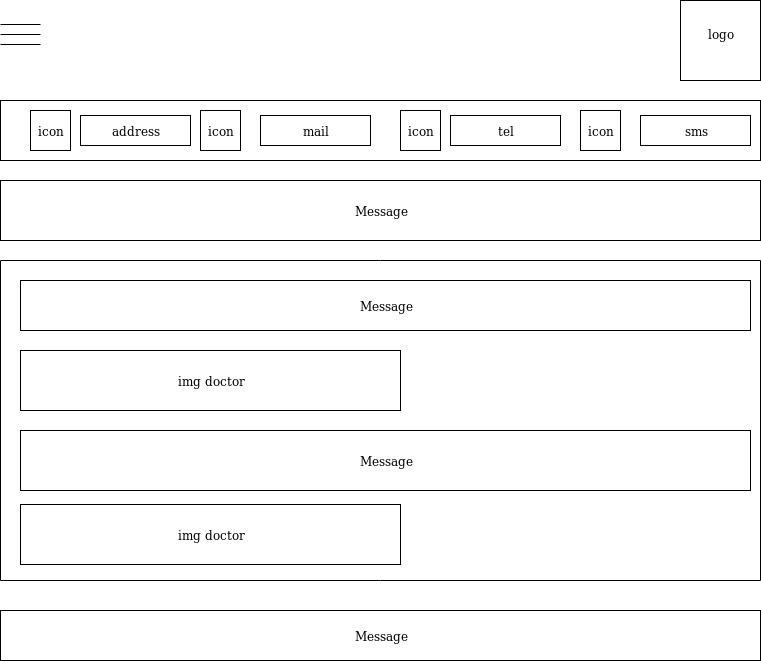 logo
icon address icon mail icon tel icon sms
Message
Message
img doctor
Message
img doctor
Message